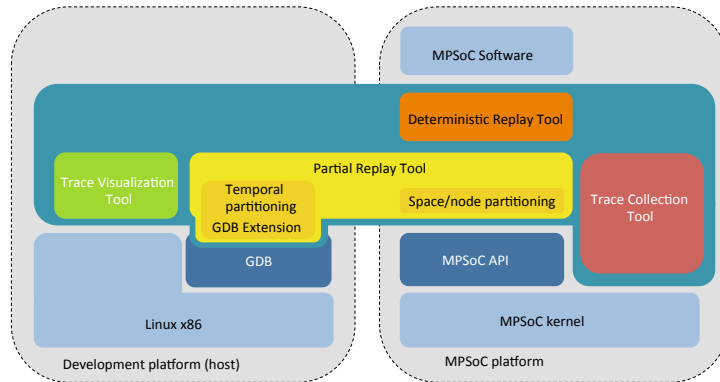 MPSoC Software
Deterministic Replay Tool
Partial Replay Tool
Trace Visualization
Tool
Temporal
partitioning
GDB Extension
Space/node partitioning
Trace Collection
Tool
GDB
MPSoC API
Linux x86
MPSoC kernel
Development platform (host)
MPSoC platform